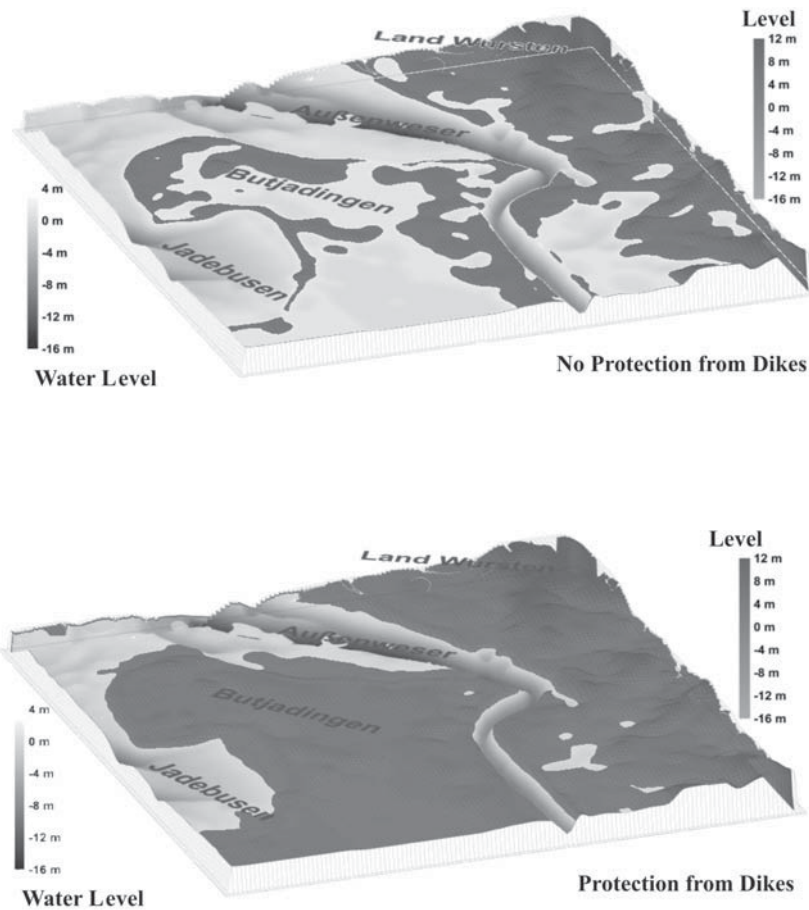 Level
12 m
8 m
4 m
0 m
-4 m
-8 m
-12 m
-16 m
Land Wursten
Außenweser
Butjadingen
Jadebusen
4 m
0 m
-4 m
-8 m
-12 m
-16 m
Water Level
No Protection from Dikes
Level
12 m
8 m
4 m
0 m
-4 m
-8 m
-12 m
-16 m
Land Wursten
Außenweser
Butjadingen
Jadebusen
4 m
0 m
-4 m
-8 m
-12 m
-16 m
Water Level
Protection from Dikes